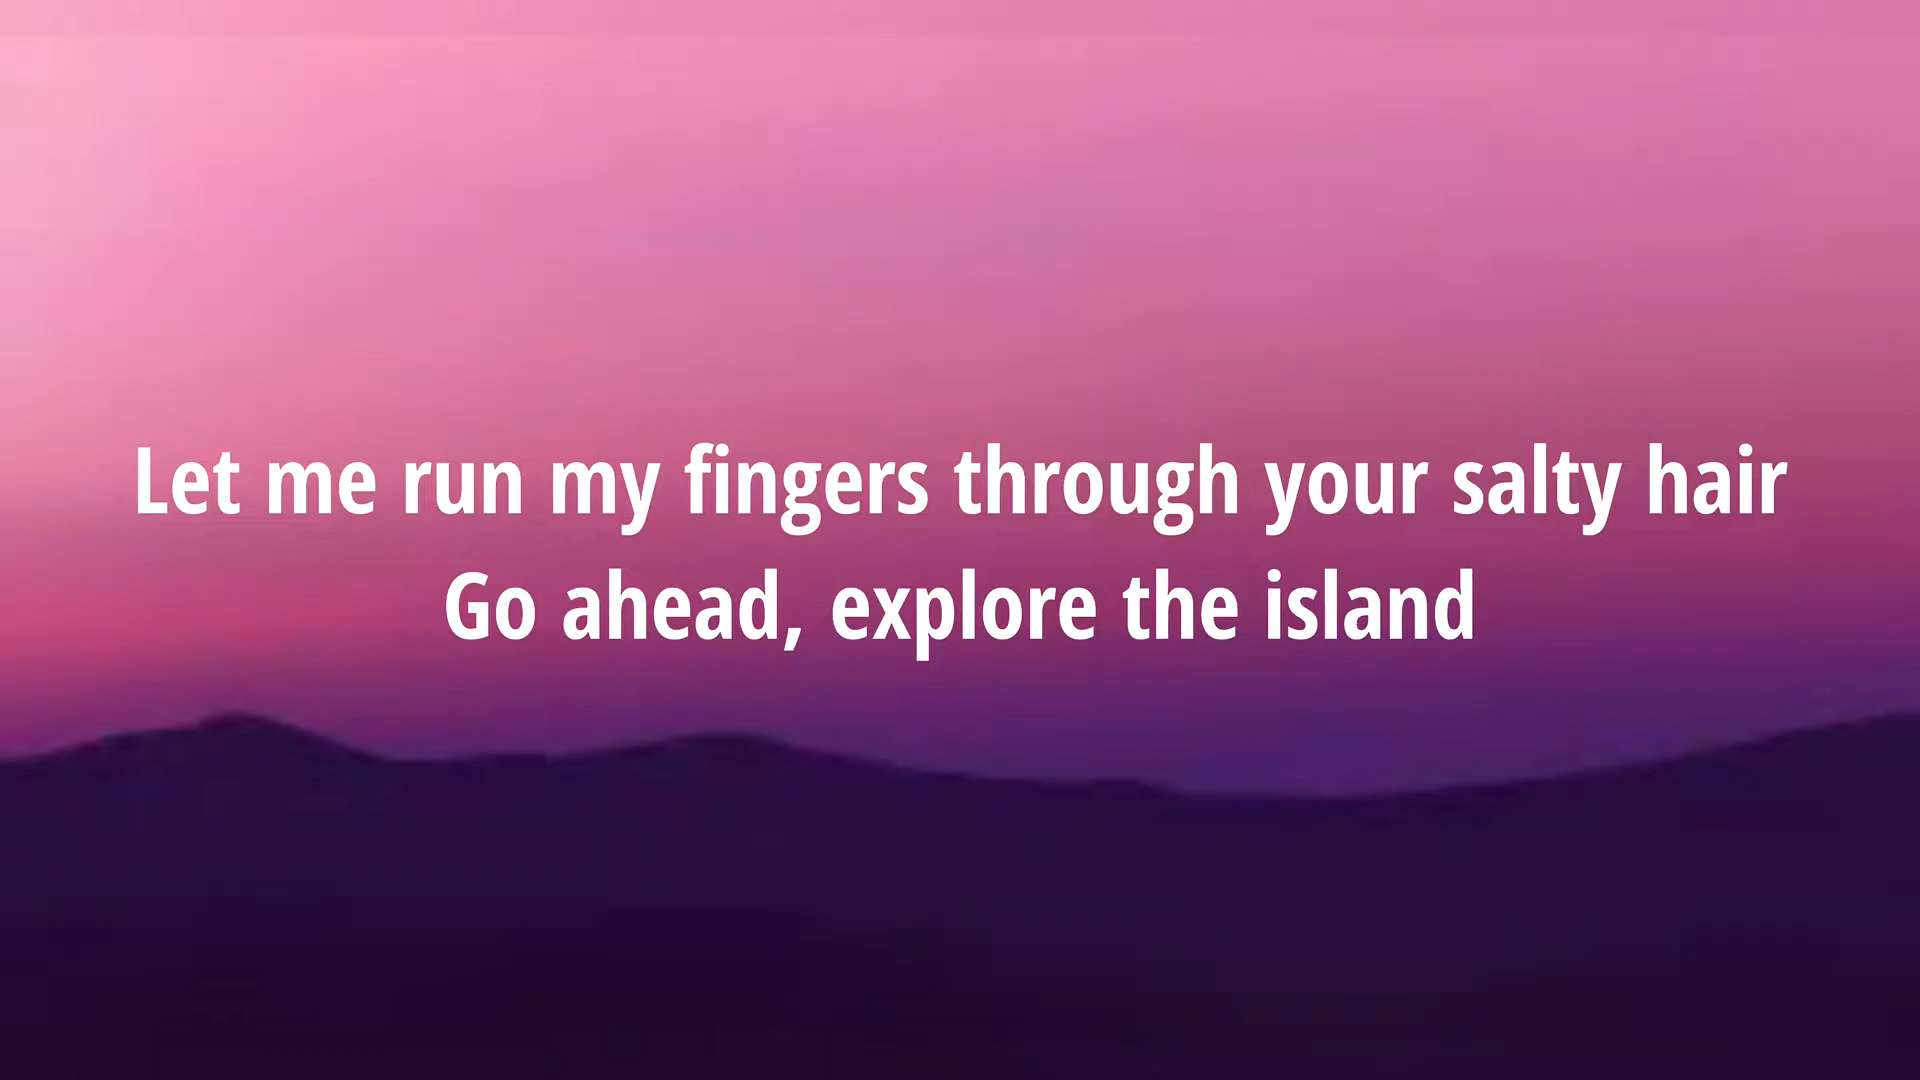 Let me run my fingers through your salty hair
Go ahead, explore the island